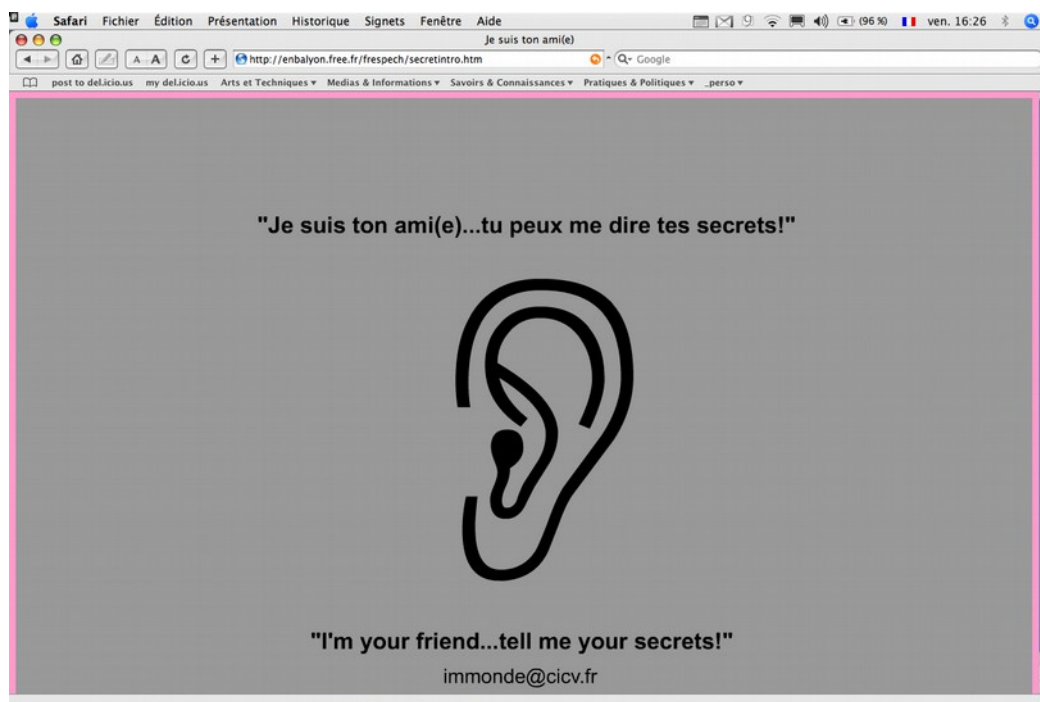 Safari Fichier Édition Présentation Historique Signets Fenêtre Aide (96 %) ven. 16:26
Je suis ton ami(e)
A A C + http://enbalyon.free.fr/frespech/secretintro.htm Google
post to del.icio.us my del.icio.us Arts et Techniques Medias & Informations Savoirs & Connaissances Pratiques & Politiques _perso
"Je suis ton ami(e)...tu peux me dire tes secrets!"
"I'm your friend...tell me your secrets!"
immonde@cicv.fr